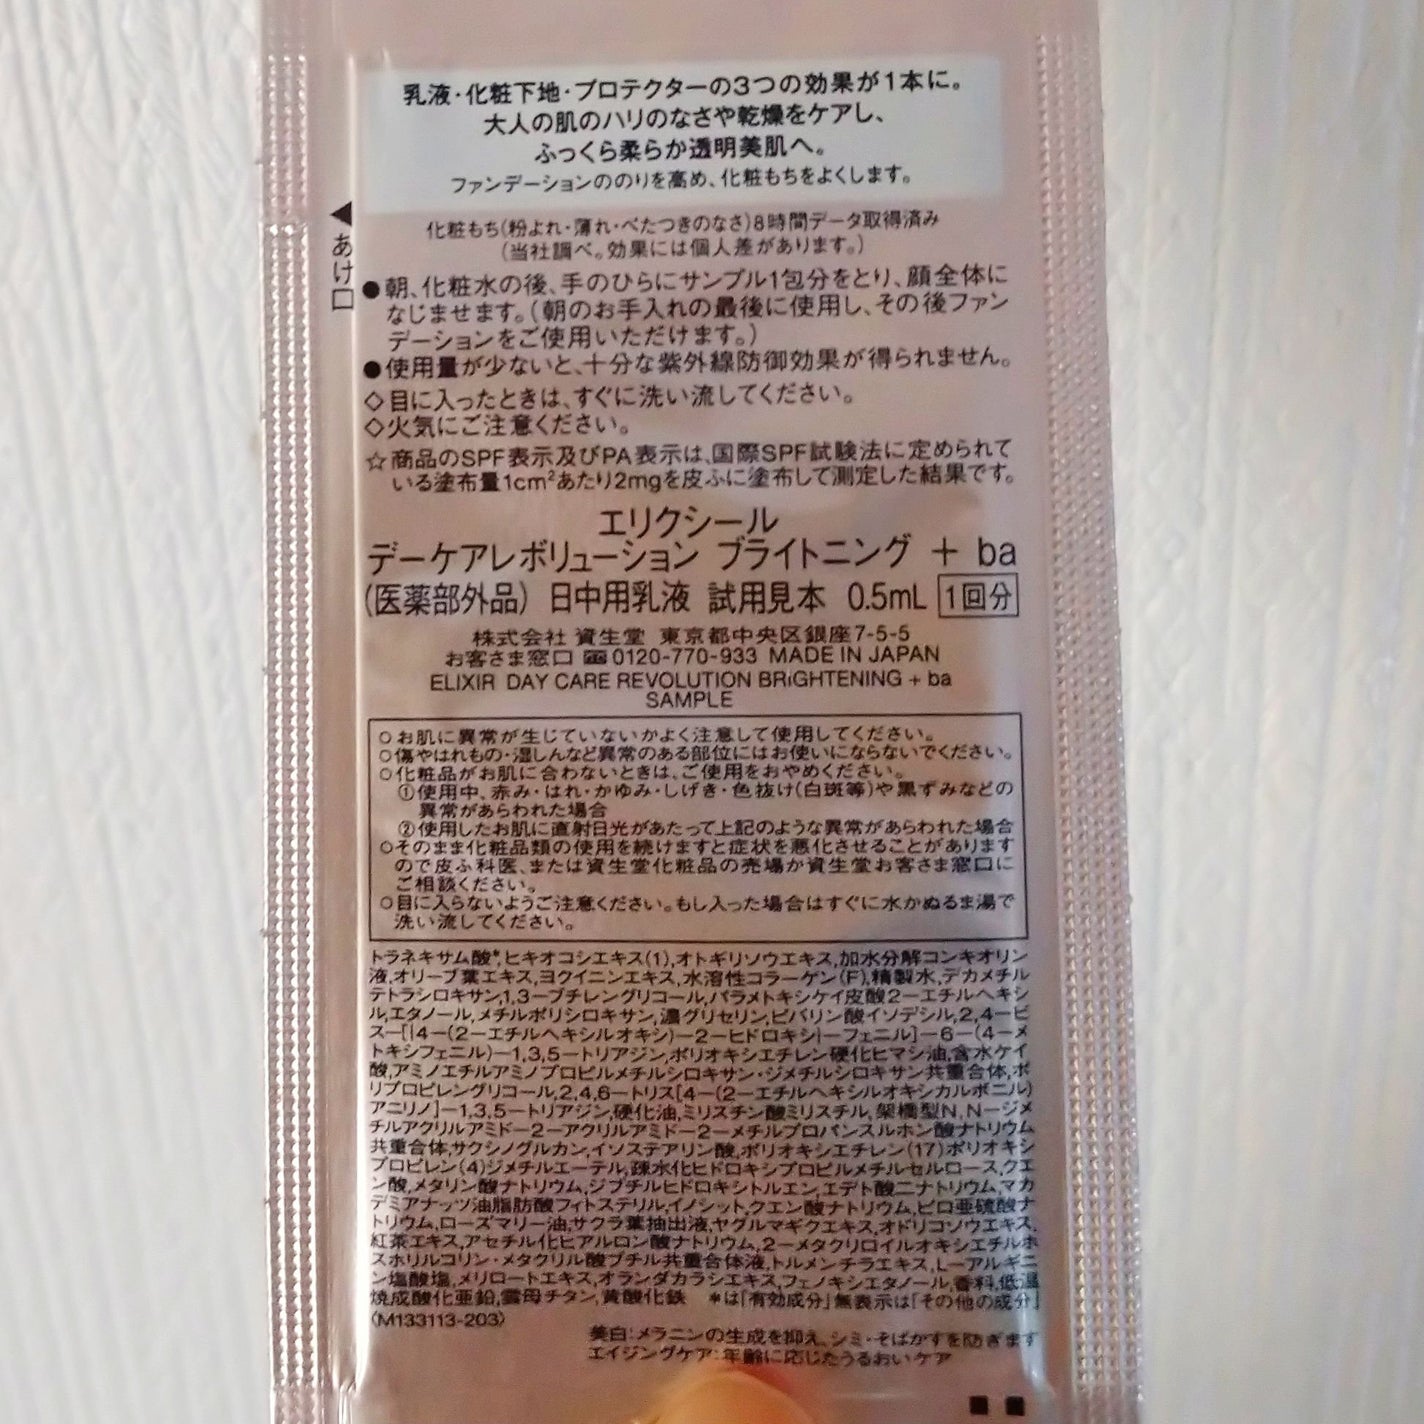 乳液・化粧下地・プロテクターの3つの効果が1本に。
大人の肌のハリのなさや乾燥をケアし、
ふっくら柔らか透明美肌へ。
ファンデーションののりを高め、化粧もちをよくします。
化粧もち(粉よれ・薄れ・べたつきのなさ)8時間データ取得済み
(当社調べ。効果には個人差があります。)
◀あけ口
●朝、化粧水の後、手のひらにサンプル1包分をとり、顔全体に
なじませます。(朝のお手入れの最後に使用し、その後ファン
デーションをご使用いただけます。)
●使用量が少ないと、十分な紫外線防御効果が得られません。
◇目に入ったときは、すぐに洗い流してください。
◇火気にご注意ください。
☆商品のSPF表示及びPA表示は、国際SPF試験法に定められて
いる塗布量1cm²あたり2mgを皮ふに塗布して測定した結果です。
エリクシール
デーケアレボリューション ブライトニング + ba
(医薬部外品) 日中用乳液 試用見本 0.5mL 1回分
株式会社 資生堂 東京都中央区銀座7-5-5
お客さま窓口 ☎0120-770-933 MADE IN JAPAN
ELIXIR DAY CARE REVOLUTION BRiGHTENING + ba
SAMPLE
○お肌に異常が生じていないかよく注意して使用してください。
○傷やはれもの・湿しんなど異常のある部位にはお使いにならないでください。
○化粧品がお肌に合わないときは、ご使用をおやめください。
①使用中、赤み・はれ・かゆみ・しげき・色抜け(白斑等)や黒ずみなどの
異常があらわれた場合
②使用したお肌に直射日光があたって上記のような異常があらわれた場合
○そのまま化粧品類の使用を続けますと症状を悪化させることがあります
ので皮ふ科医、または資生堂化粧品の売場か資生堂お客さま窓口に
ご相談ください。
○目に入らないようご注意ください。もし入った場合はすぐに水かぬるま湯で
洗い流してください。
トラネキサム酸*,ヒキオコシエキス(1),オトギリソウエキス,加水分解コンキオリン
液,オリーブ葉エキス,ヨクイニンエキス,水溶性コラーゲン(F),精製水,デカメチル
テトラシロキサン,1,3-ブチレングリコール,パラメトキシケイ皮酸2-エチルヘキシ
ル,エタノール,メチルポリシロキサン,濃グリセリン,ピバリン酸イソデシル,2,4-ビ
ス-[{4-(2-エチルヘキシルオキシ)-2-ヒドロキシ}-フェニル]-6-(4-メ
トキシフェニル)-1,3,5-トリアジン,ポリオキシエチレン硬化ヒマシ油,含水ケイ
酸,アミノエチルアミノプロピルメチルシロキサン・ジメチルシロキサン共重合体,ポ
リプロピレングリコール,2,4,6-トリス[4-(2-エチルヘキシルオキシカルボニル)
アニリノ]-1,3,5-トリアジン,硬化油,ミリスチン酸ミリスチル,架橋型N,N-ジメ
チルアクリルアミド-2-アクリルアミド-2-メチルプロパンスルホン酸ナトリウム
共重合体,サクシノグルカン,イソステアリン酸,ポリオキシエチレン(17)ポリオキシ
プロピレン(4)ジメチルエーテル,疎水化ヒドロキシプロピルメチルセルロース,クエ
ン酸,メタリン酸ナトリウム,ジブチルヒドロキシトルエン,エデト酸二ナトリウム,マカ
デミアナッツ油脂肪酸フィトステリル,イノシット,クエン酸ナトリウム,ピロ亜硫酸ナ
トリウム,ローズマリー油,サクラ葉抽出液,ヤグルマギクエキス,オドリコソウエキス,
紅茶エキス,アセチル化ヒアルロン酸ナトリウム,2-メタクリロイルオキシエチルホ
スホリルコリン・メタクリル酸ブチル共重合体液,トルメンチラエキス,L-アルギニ
ン塩酸塩,メリロートエキス,オランダカラシエキス,フェノキシエタノール,香料,低温
焼成酸化亜鉛,雲母チタン,黄酸化鉄 *は「有効成分」無表示は「その他の成分」
(M133113-203)
美白:メラニンの生成を抑え、シミ・そばかすを防ぎます
エイジングケア:年齢に応じたうるおいケア